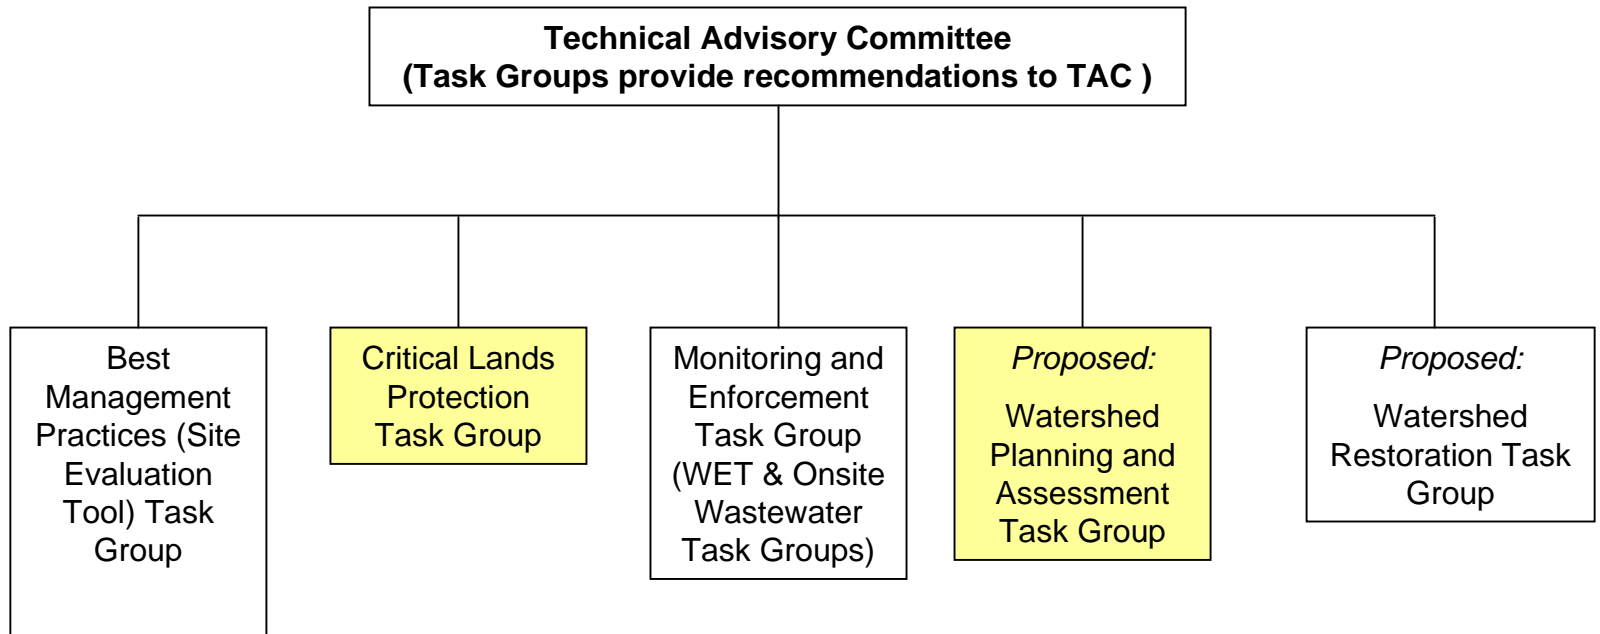 Technical Advisory Committee
(Task Groups provide recommendations to TAC )
Best
Management
Practices (Site
Evaluation
Tool) Task
Group
Critical Lands
Protection
Task Group
Monitoring and
Enforcement
Task Group
(WET & Onsite
Wastewater
Task Groups)
Proposed:
Watershed
Planning and
Assessment
Task Group
Proposed:
Watershed
Restoration Task
Group